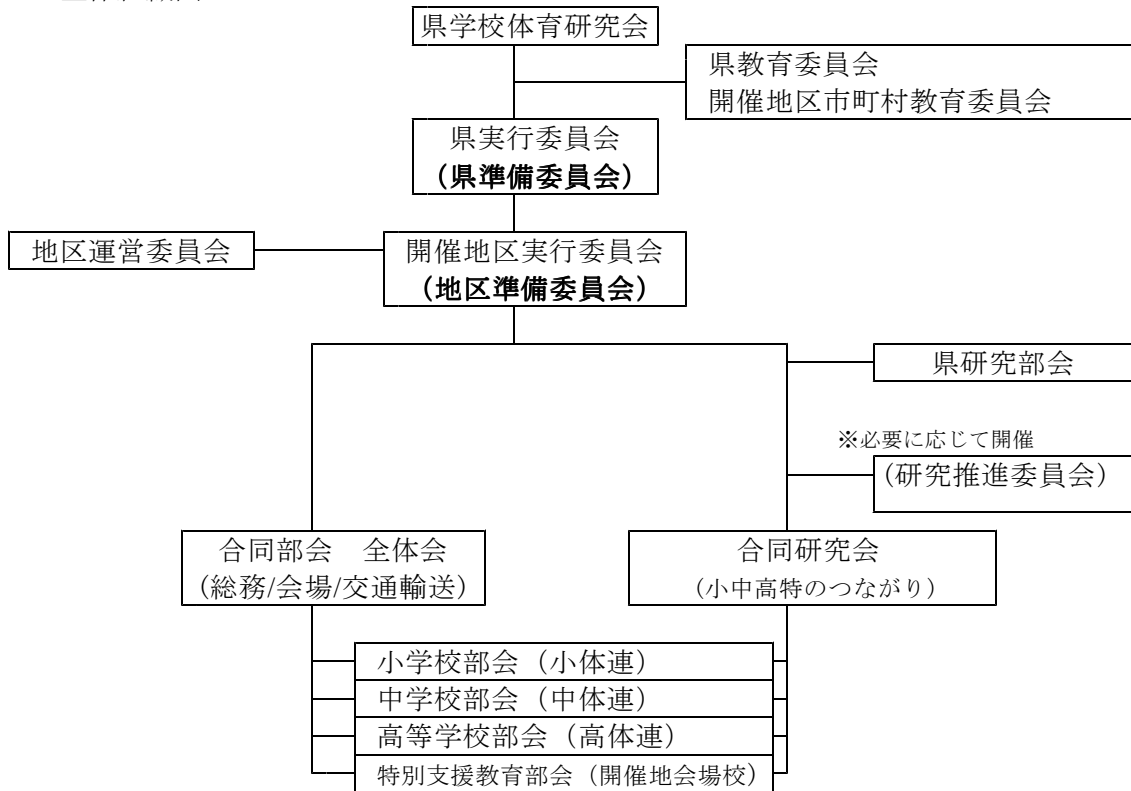 県学校体育研究会
県教育委員会
開催地区市町村教育委員会
県実行委員会
(県準備委員会)
地区運営委員会
開催地区実行委員会
(地区準備委員会)
県研究部会
※必要に応じて開催
(研究推進委員会)
合同部会　全体会
(総務/会場/交通輸送)
合同研究会
(小中高特のつながり)
小学校部会（小体連）
中学校部会（中体連）
高等学校部会（高体連）
特別支援教育部会（開催地会場校）